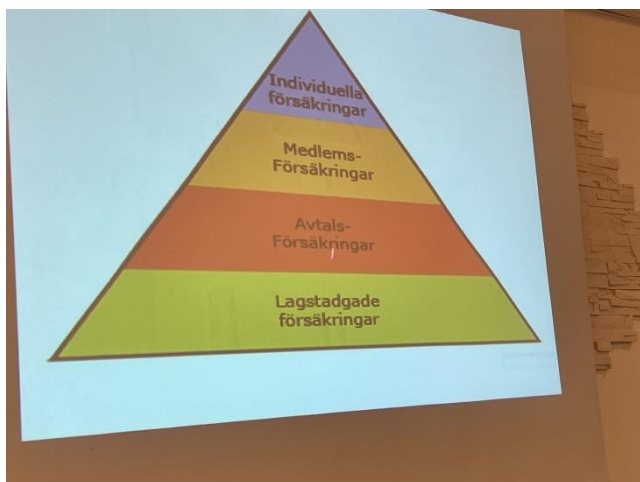 Individuella
försäkringar
Medlems-
Försäkringar
Avtals-
Försäkringar
Lagstadgade
försäkringar